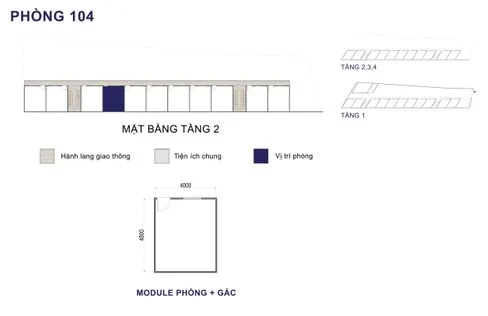 PHÒNG 104
TẦNG 2,3,4
TẦNG 1
MẶT BẰNG TẦNG 2
Hành lang giao thông
Tiện ích chung
Vị trí phòng
4000
4800
MODULE PHÒNG + GÁC